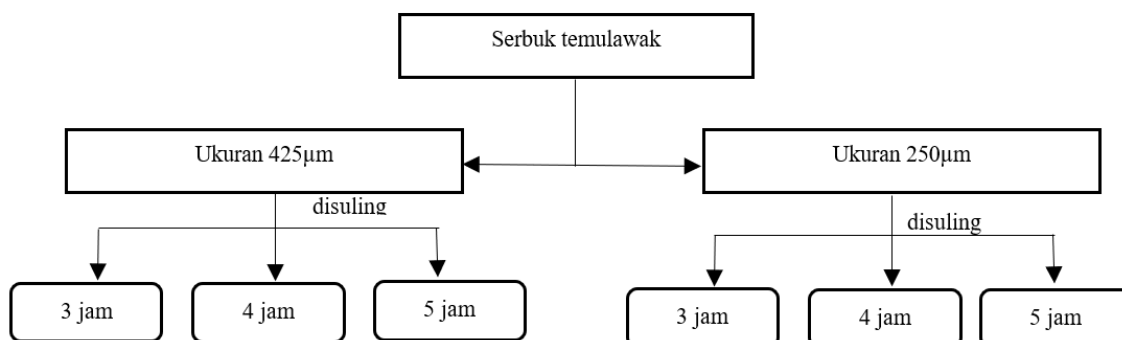 Serbuk temulawak
Ukuran 425µm
Ukuran 250µm
disuling
disuling
3 jam
4 jam
5 jam
3 jam
4 jam
5 jam